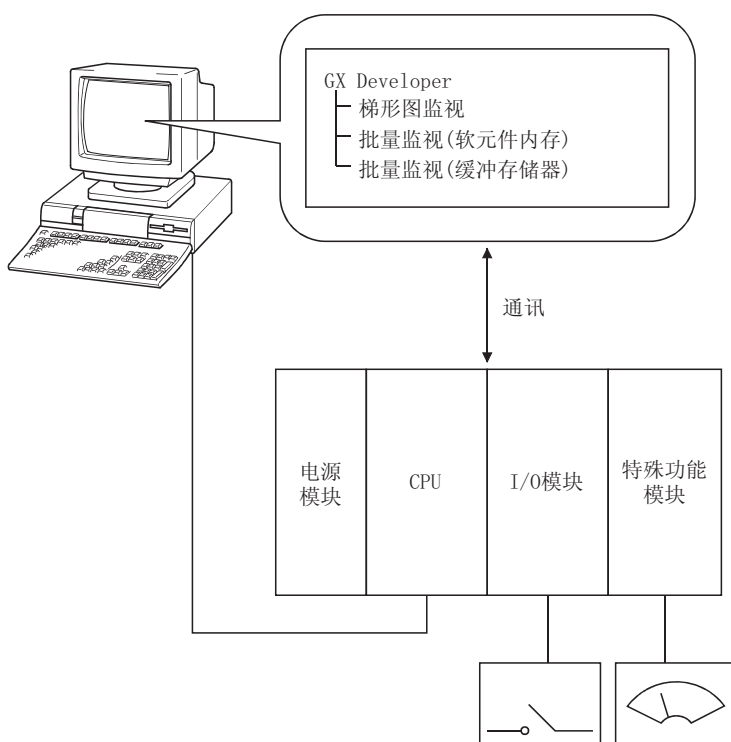 GX Developer
梯形图监视
批量监视(软元件内存)
批量监视(缓冲存储器)
通讯
电源
模块
CPU
I/O模块
特殊功能
模块